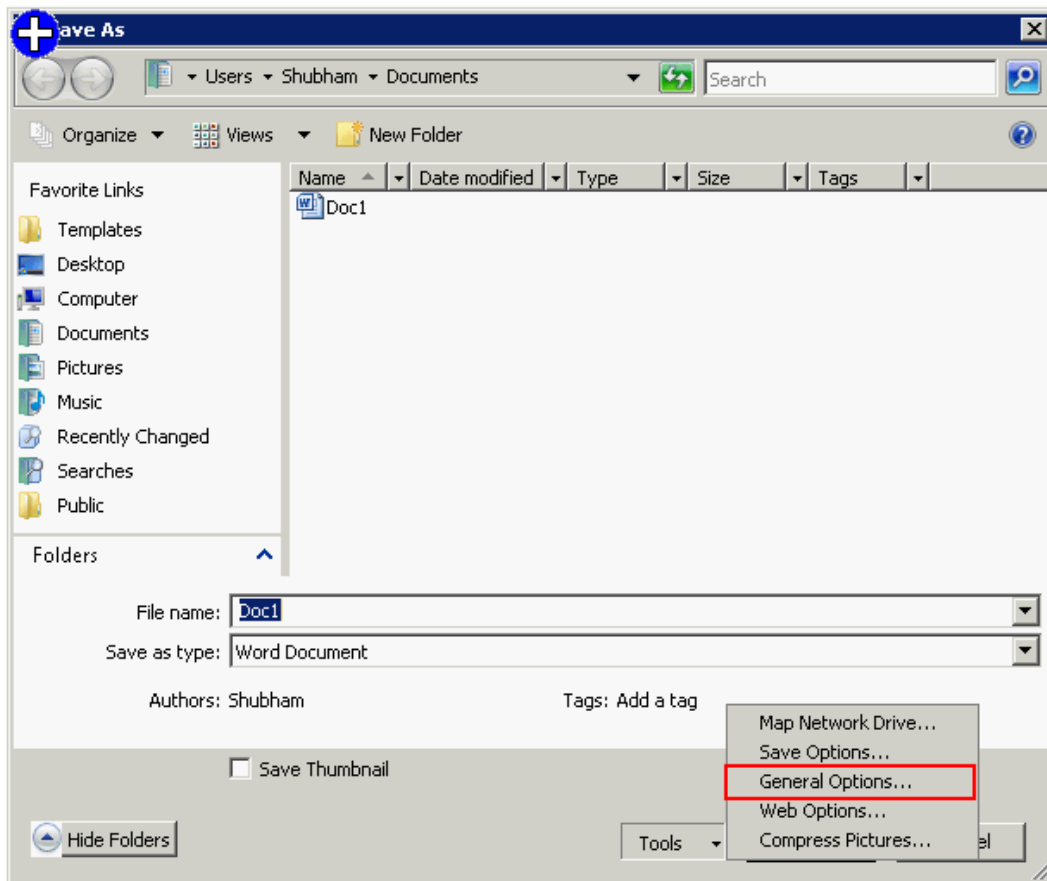 ave As
Users Shubham Documents
Search
Organize Views New Folder
Favorite Links
Templates
Desktop
Computer
Documents
Pictures
Music
Recently Changed
Searches
Public
Folders
Name Date modified Type Size Tags
Doc1
File name: Doc1
Save as type: Word Document
Authors: Shubham Tags: Add a tag
Save Thumbnail
Map Network Drive...
Save Options...
General Options...
Web Options...
Compress Pictures...
Hide Folders
Tools
el